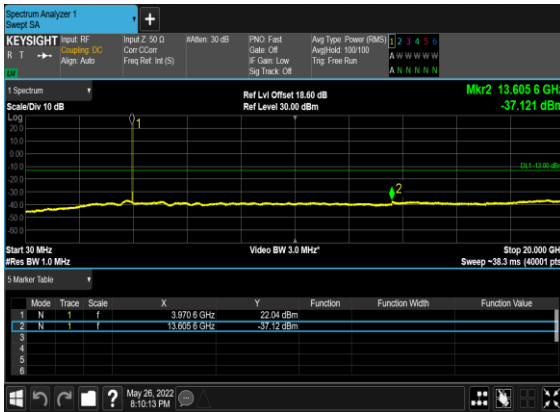 Spectrum Analyzer 1
Swept SA
+
KEYSIGHT
R T
LXI
Input: RF
Coupling: DC
Align: Auto
Input Z: 50 Ω
Corr CCorr
Freq Ref: Int (S)
#Atten: 30 dB
PNO: Fast
Gate: Off
IF Gain: Low
Sig Track: Off
Avg Type: Power (RMS)
Avg|Hold: 100/100
Trig: Free Run
1 2 3 4 5 6
A W W W W W
A N N N N N
1 Spectrum
Scale/Div 10 dB
Ref Lvl Offset 18.60 dB
Ref Level 30.00 dBm
Mkr2 13.605 6 GHz
-37.121 dBm
Log
20.0
10.0
0.00
-10.0
-20.0
-30.0
-40.0
-50.0
-60.0
1
2
DL1 -13.00 dBm
Start 30 MHz
#Res BW 1.0 MHz
Video BW 3.0 MHz*
Stop 20.000 GHz
Sweep ~38.3 ms (40001 pts)
5 Marker Table
Mode Trace Scale X Y Function Function Width Function Value
1 N 1 f 3.970 6 GHz 22.04 dBm
2 N 1 f 13.605 6 GHz -37.12 dBm
3
4
5
6
?
May 26, 2022
8:10:13 PM